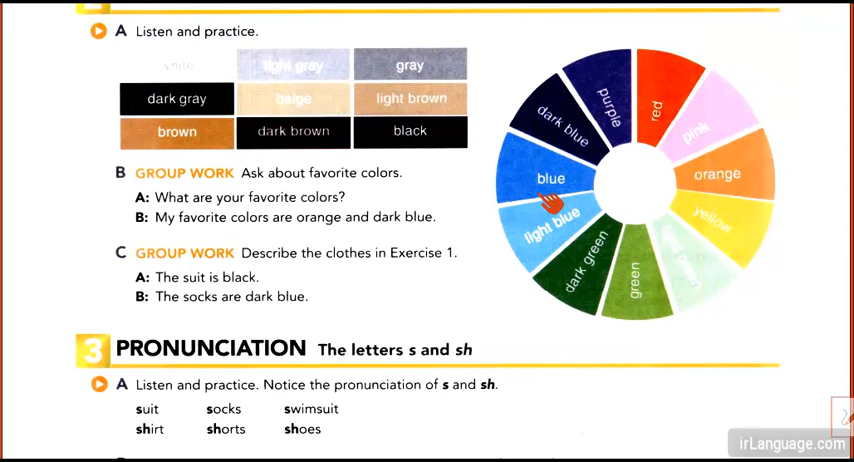 A Listen and practice.
white light gray gray
dark gray beige light brown
brown dark brown black
purple
red
pink
orange
yellow
green
dark green
light blue
blue
dark blue
B GROUP WORK Ask about favorite colors.
A: What are your favorite colors?
B: My favorite colors are orange and dark blue.
C GROUP WORK Describe the clothes in Exercise 1.
A: The suit is black.
B: The socks are dark blue.
3 PRONUNCIATION The letters s and sh
A Listen and practice. Notice the pronunciation of s and sh.
suit socks swimsuit
shirt shorts shoes
irLanguage.com